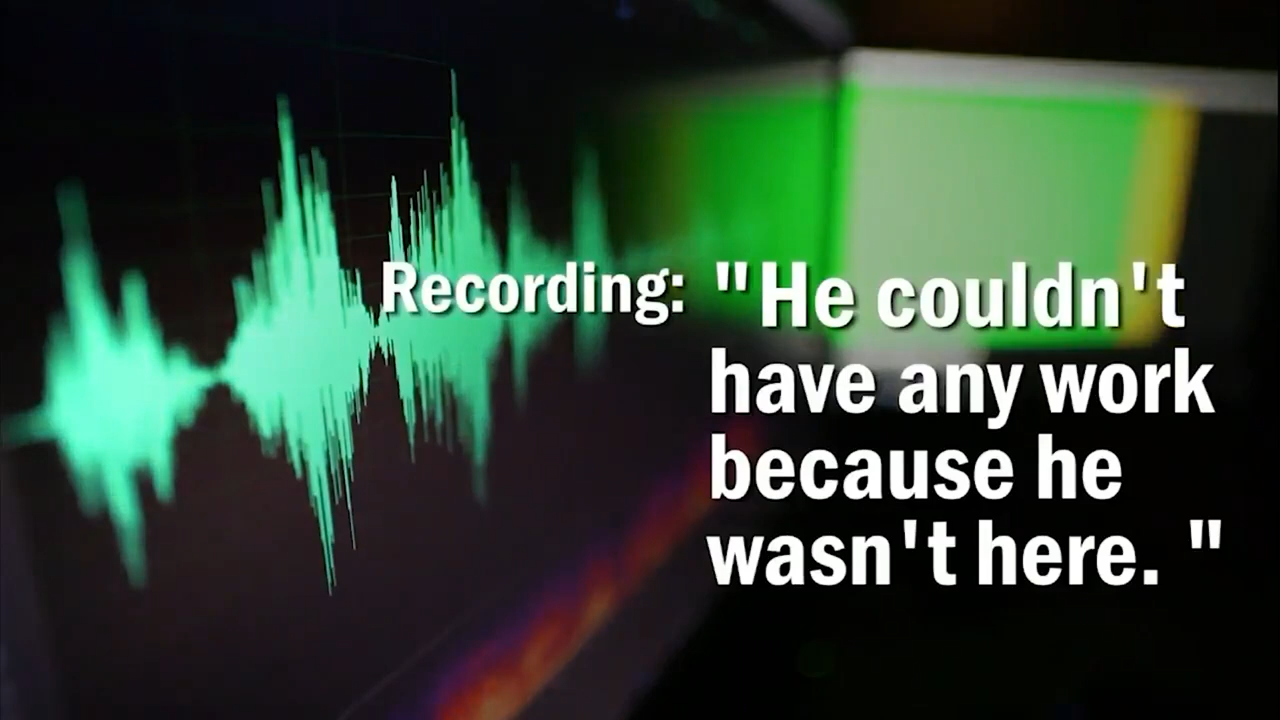 Recording: "He couldn't
have any work
because he
wasn't here. "